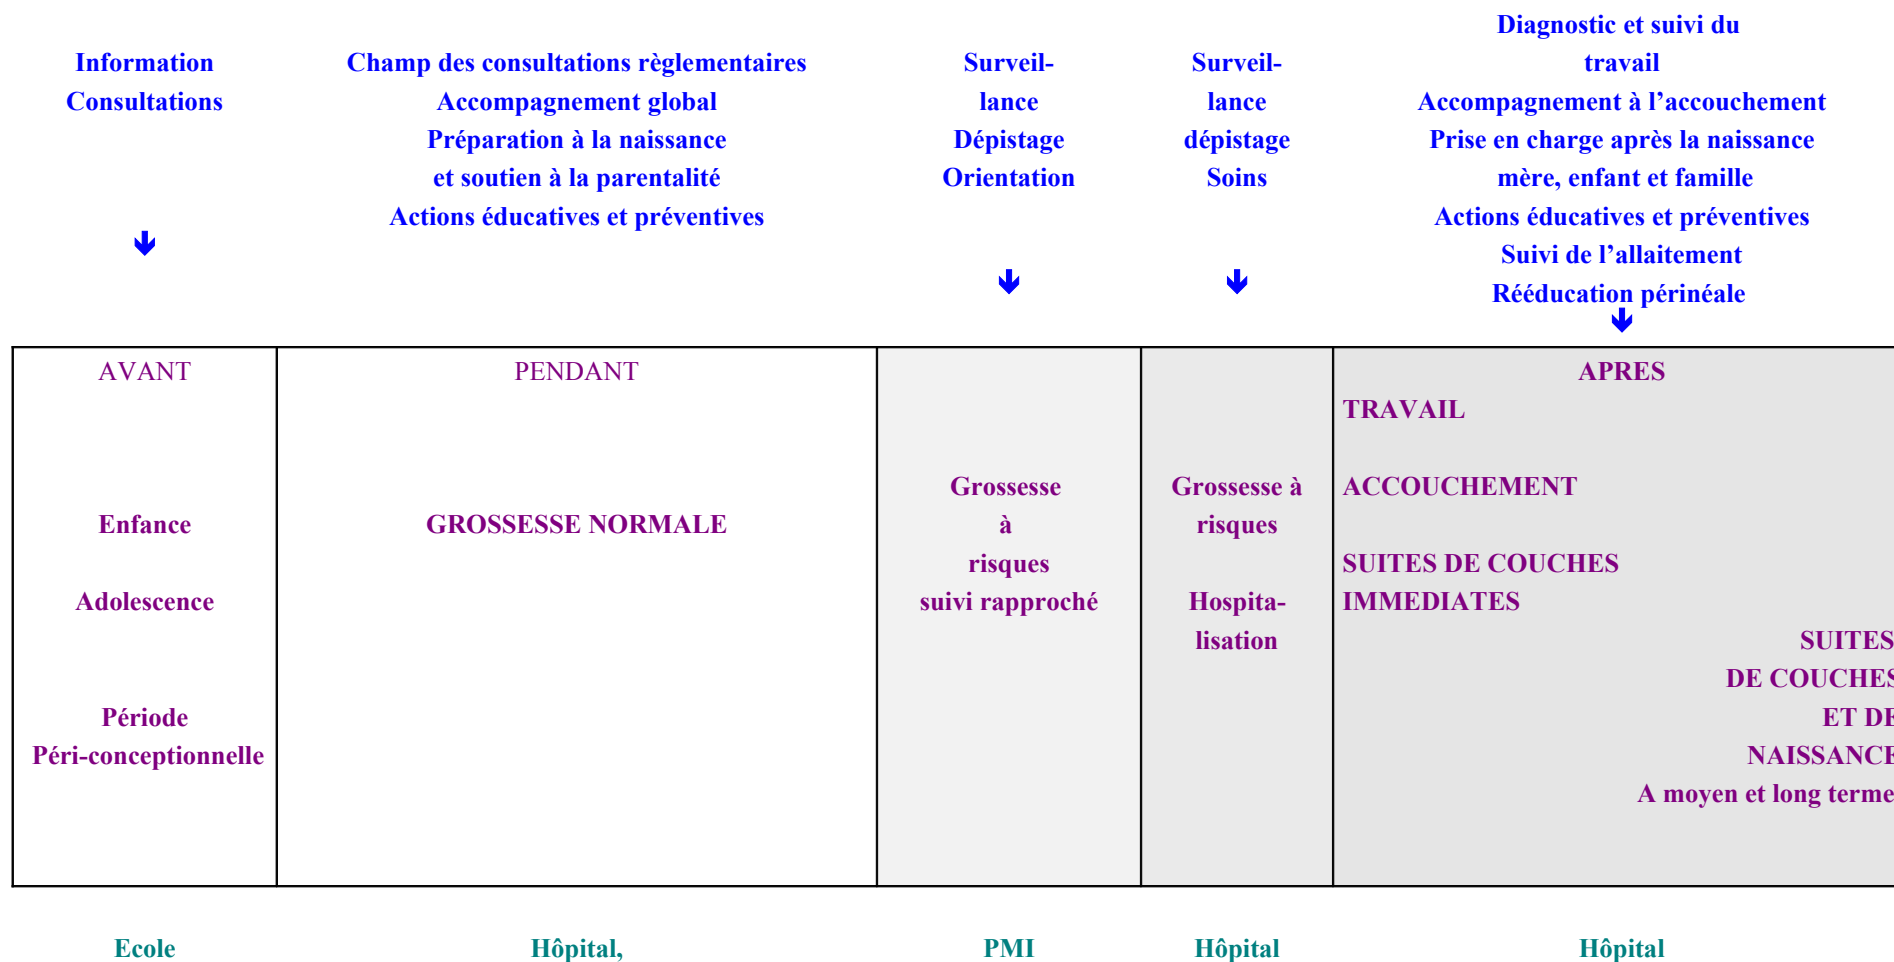 Information
Consultations
Champ des consultations règlementaires
Accompagnement global
Préparation à la naissance
et soutien à la parentalité
Actions éducatives et préventives
Surveil-
lance
Dépistage
Orientation
Surveil-
lance
dépistage
Soins
Diagnostic et suivi du
travail
Accompagnement à l’accouchement
Prise en charge après la naissance
mère, enfant et famille
Actions éducatives et préventives
Suivi de l’allaitement
Rééducation périnéale
AVANT
Enfance
Adolescence
Période
Péri-conceptionnelle
PENDANT
GROSSESSE NORMALE
Grossesse
à
risques
suivi rapproché
Grossesse à
risques
Hospita-
lisation
APRES
TRAVAIL
ACCOUCHEMENT
SUITES DE COUCHES
IMMEDIATES
SUITES
DE COUCHES
ET DE
NAISSANCE
A moyen et long terme
Ecole
Hôpital,
PMI
Hôpital
Hôpital